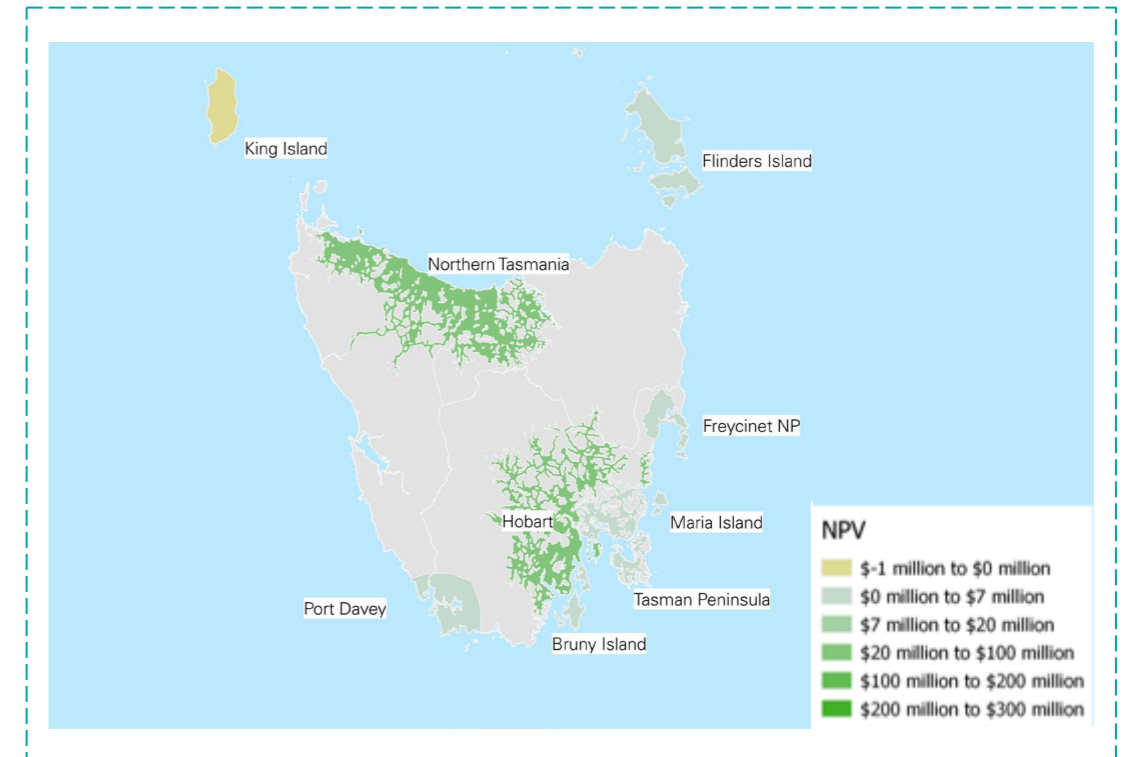 King Island
Flinders Island
Northern Tasmania
Freycinet NP
Hobart
Maria Island
Tasman Peninsula
Port Davey
Bruny Island
NPV
$-1 million to $0 million
$0 million to $7 million
$7 million to $20 million
$20 million to $100 million
$100 million to $200 million
$200 million to $300 million